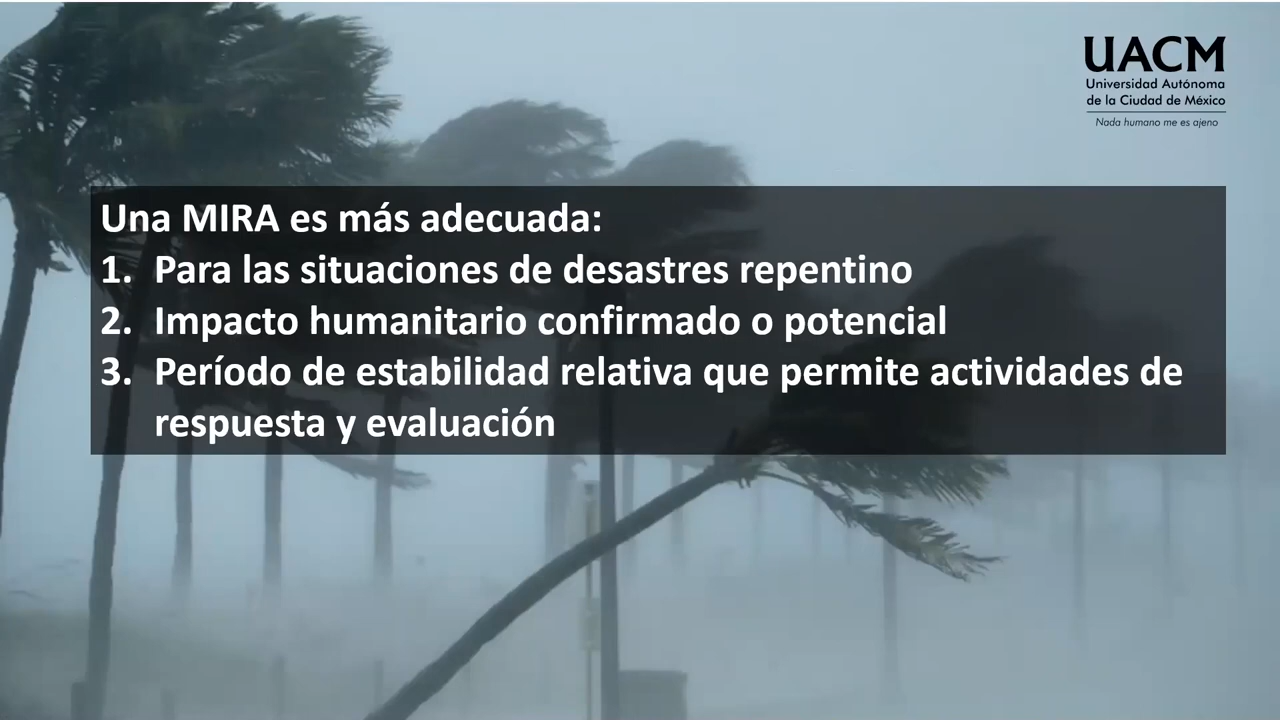 UACM
Universidad Autónoma
de la Ciudad de México
Nada humano me es ajeno
Una MIRA es más adecuada:
1. Para las situaciones de desastres repentino
2. Impacto humanitario confirmado o potencial
3. Período de estabilidad relativa que permite actividades de
respuesta y evaluación